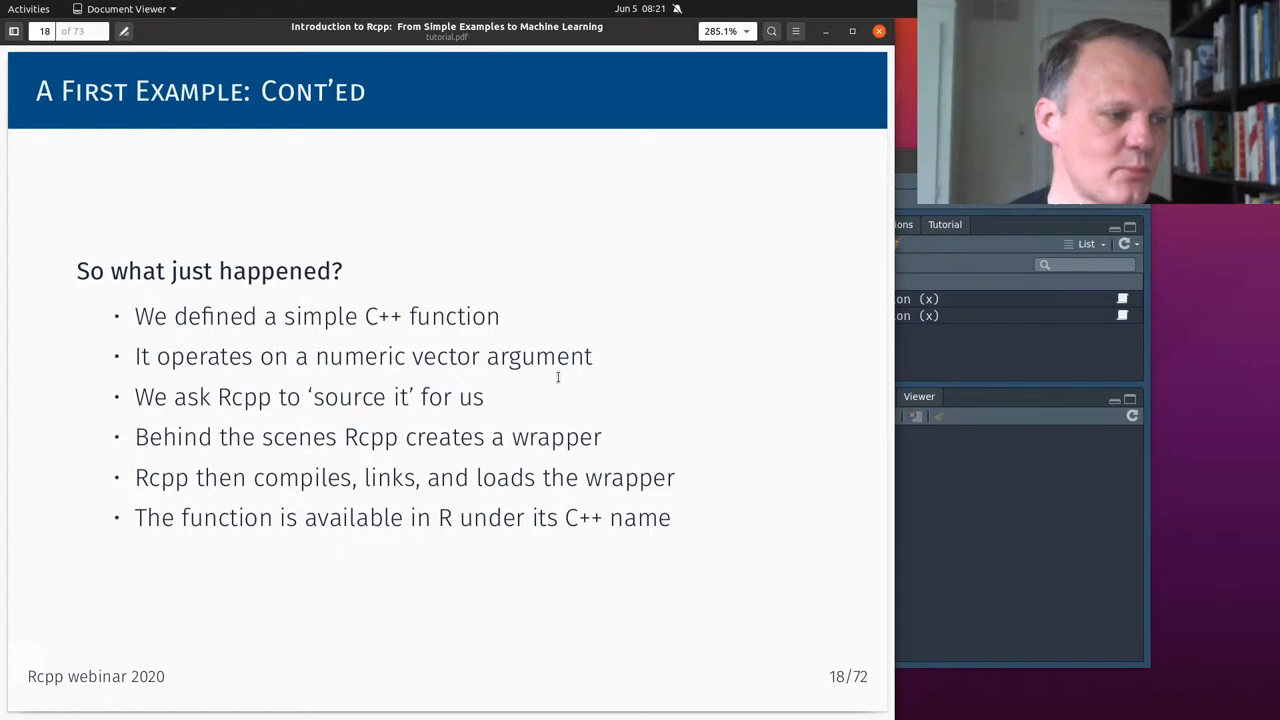 Activities
Document Viewer
Jun 5 08:21
18 of 73
Introduction to Rcpp: From Simple Examples to Machine Learning
tutorial.pdf
285.1%
A First Example: Cont'ed
So what just happened?
· We defined a simple C++ function
· It operates on a numeric vector argument
· We ask Rcpp to 'source it' for us
· Behind the scenes Rcpp creates a wrapper
· Rcpp then compiles, links, and loads the wrapper
· The function is available in R under its C++ name
Rcpp webinar 2020
18/72
ions Tutorial
List
on (x)
on (x)
Viewer